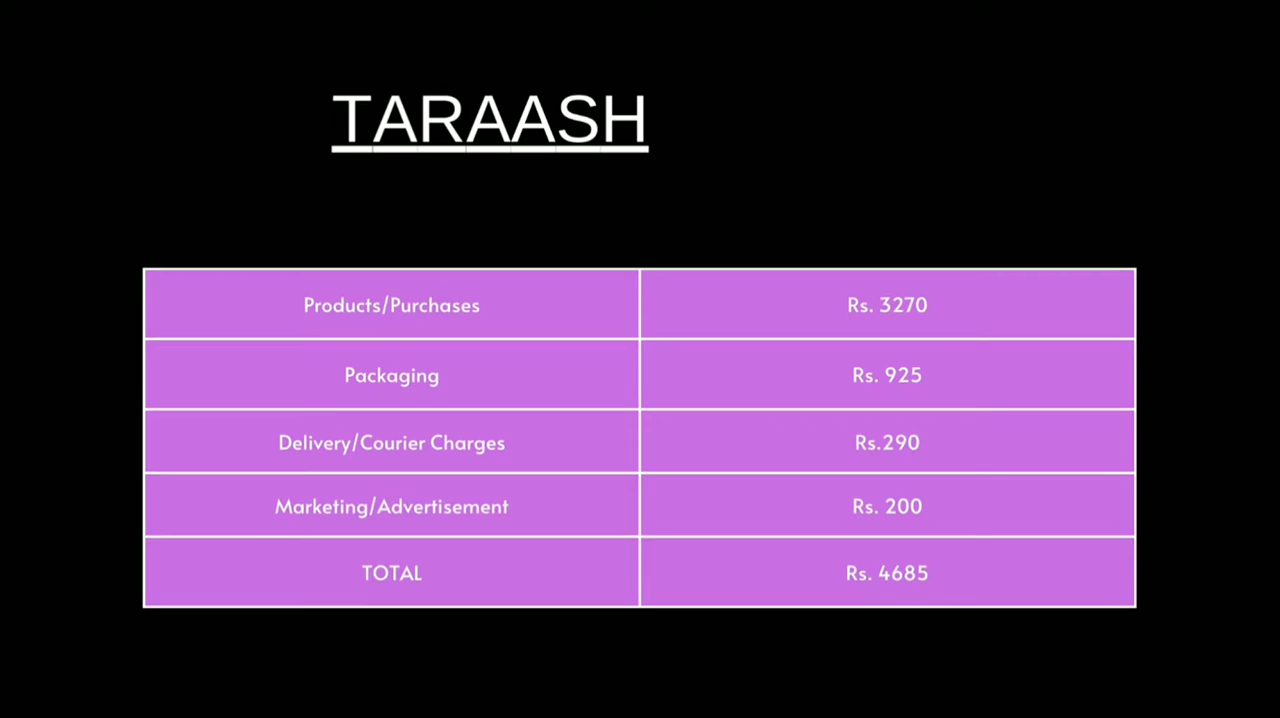 TARAASH
Products/Purchases Rs. 3270
Packaging Rs. 925
Delivery/Courier Charges Rs.290
Marketing/Advertisement Rs. 200
TOTAL Rs. 4685